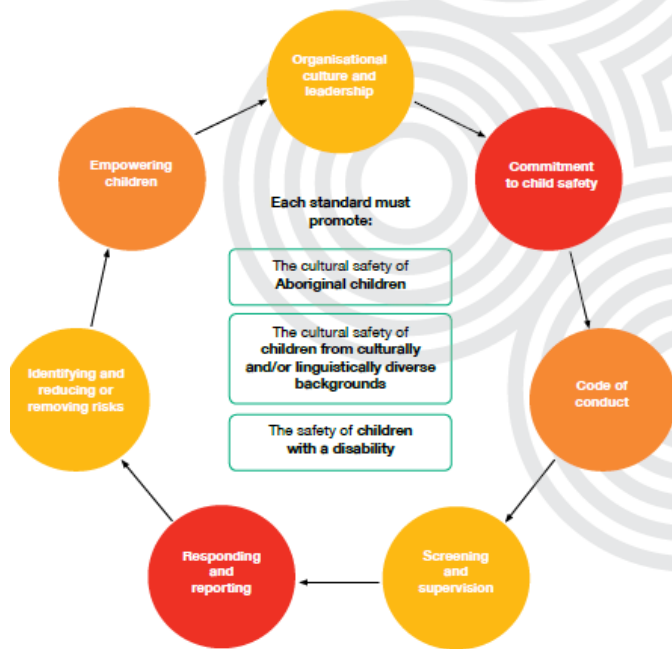 Organisational
culture and
leadership
Commitment
to child safety
Code of
conduct
Screening
and
supervision
Responding
and
reporting
Identifying and
reducing or
removing risks
Empowering
children
Each standard must
promote:
The cultural safety of
Aboriginal children
The cultural safety of
children from culturally
and/or linguistically diverse
backgrounds
The safety of children
with a disability